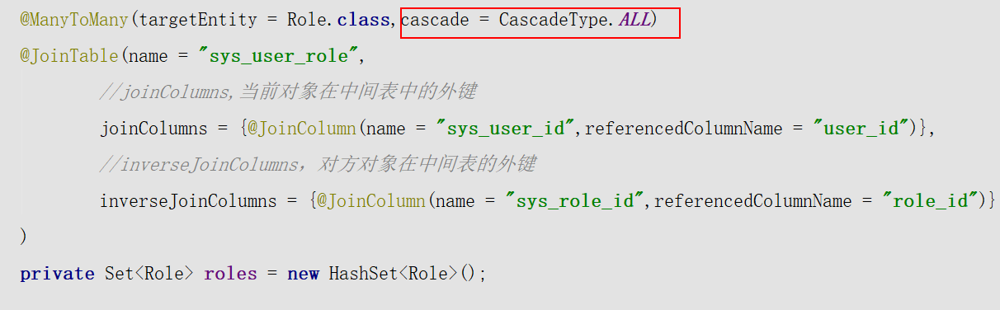 @ManyToMany(targetEntity = Role.class,cascade = CascadeType.ALL)
@JoinTable(name = "sys_user_role",
//joinColumns,当前对象在中间表中的外键
joinColumns = {@JoinColumn(name = "sys_user_id",referencedColumnName = "user_id")},
//inverseJoinColumns，对方对象在中间表的外键
inverseJoinColumns = {@JoinColumn(name = "sys_role_id",referencedColumnName = "role_id")}
)
private Set<Role> roles = new HashSet<Role>();